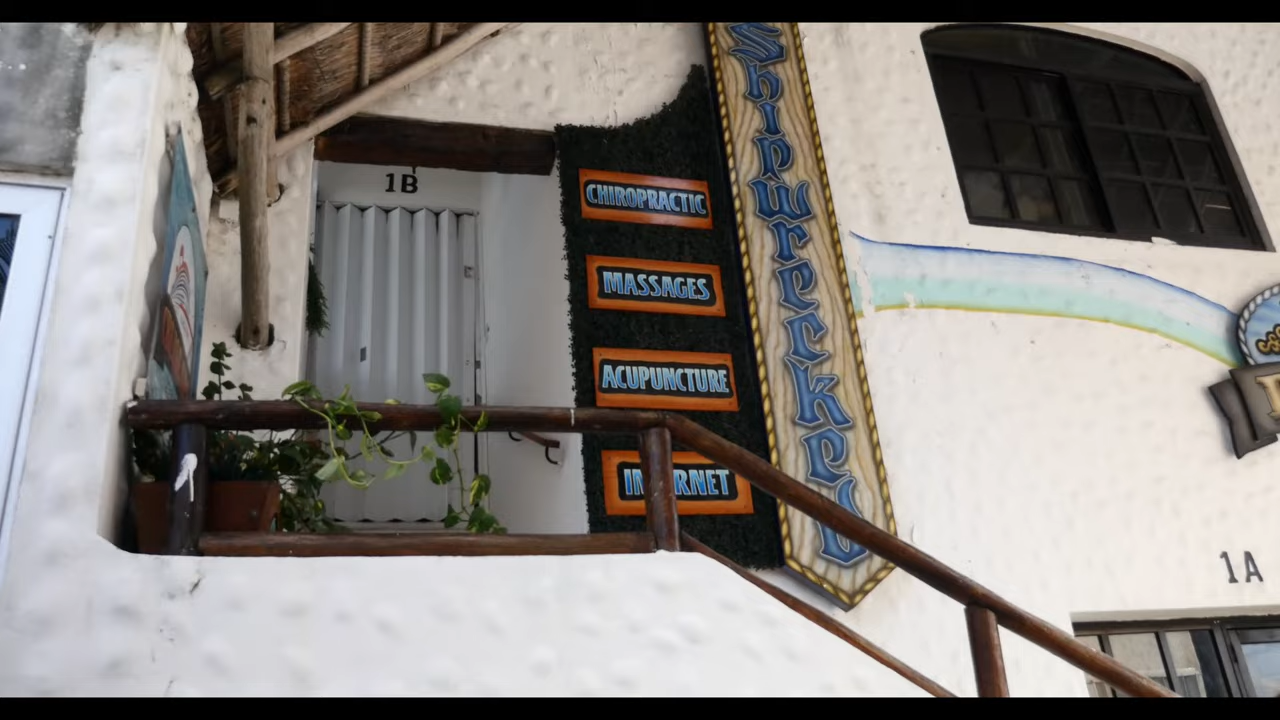 1B
CHIROPRACTIC
MASSAGES
ACUPUNCTURE
INTERNET
Shipwrecked
1A